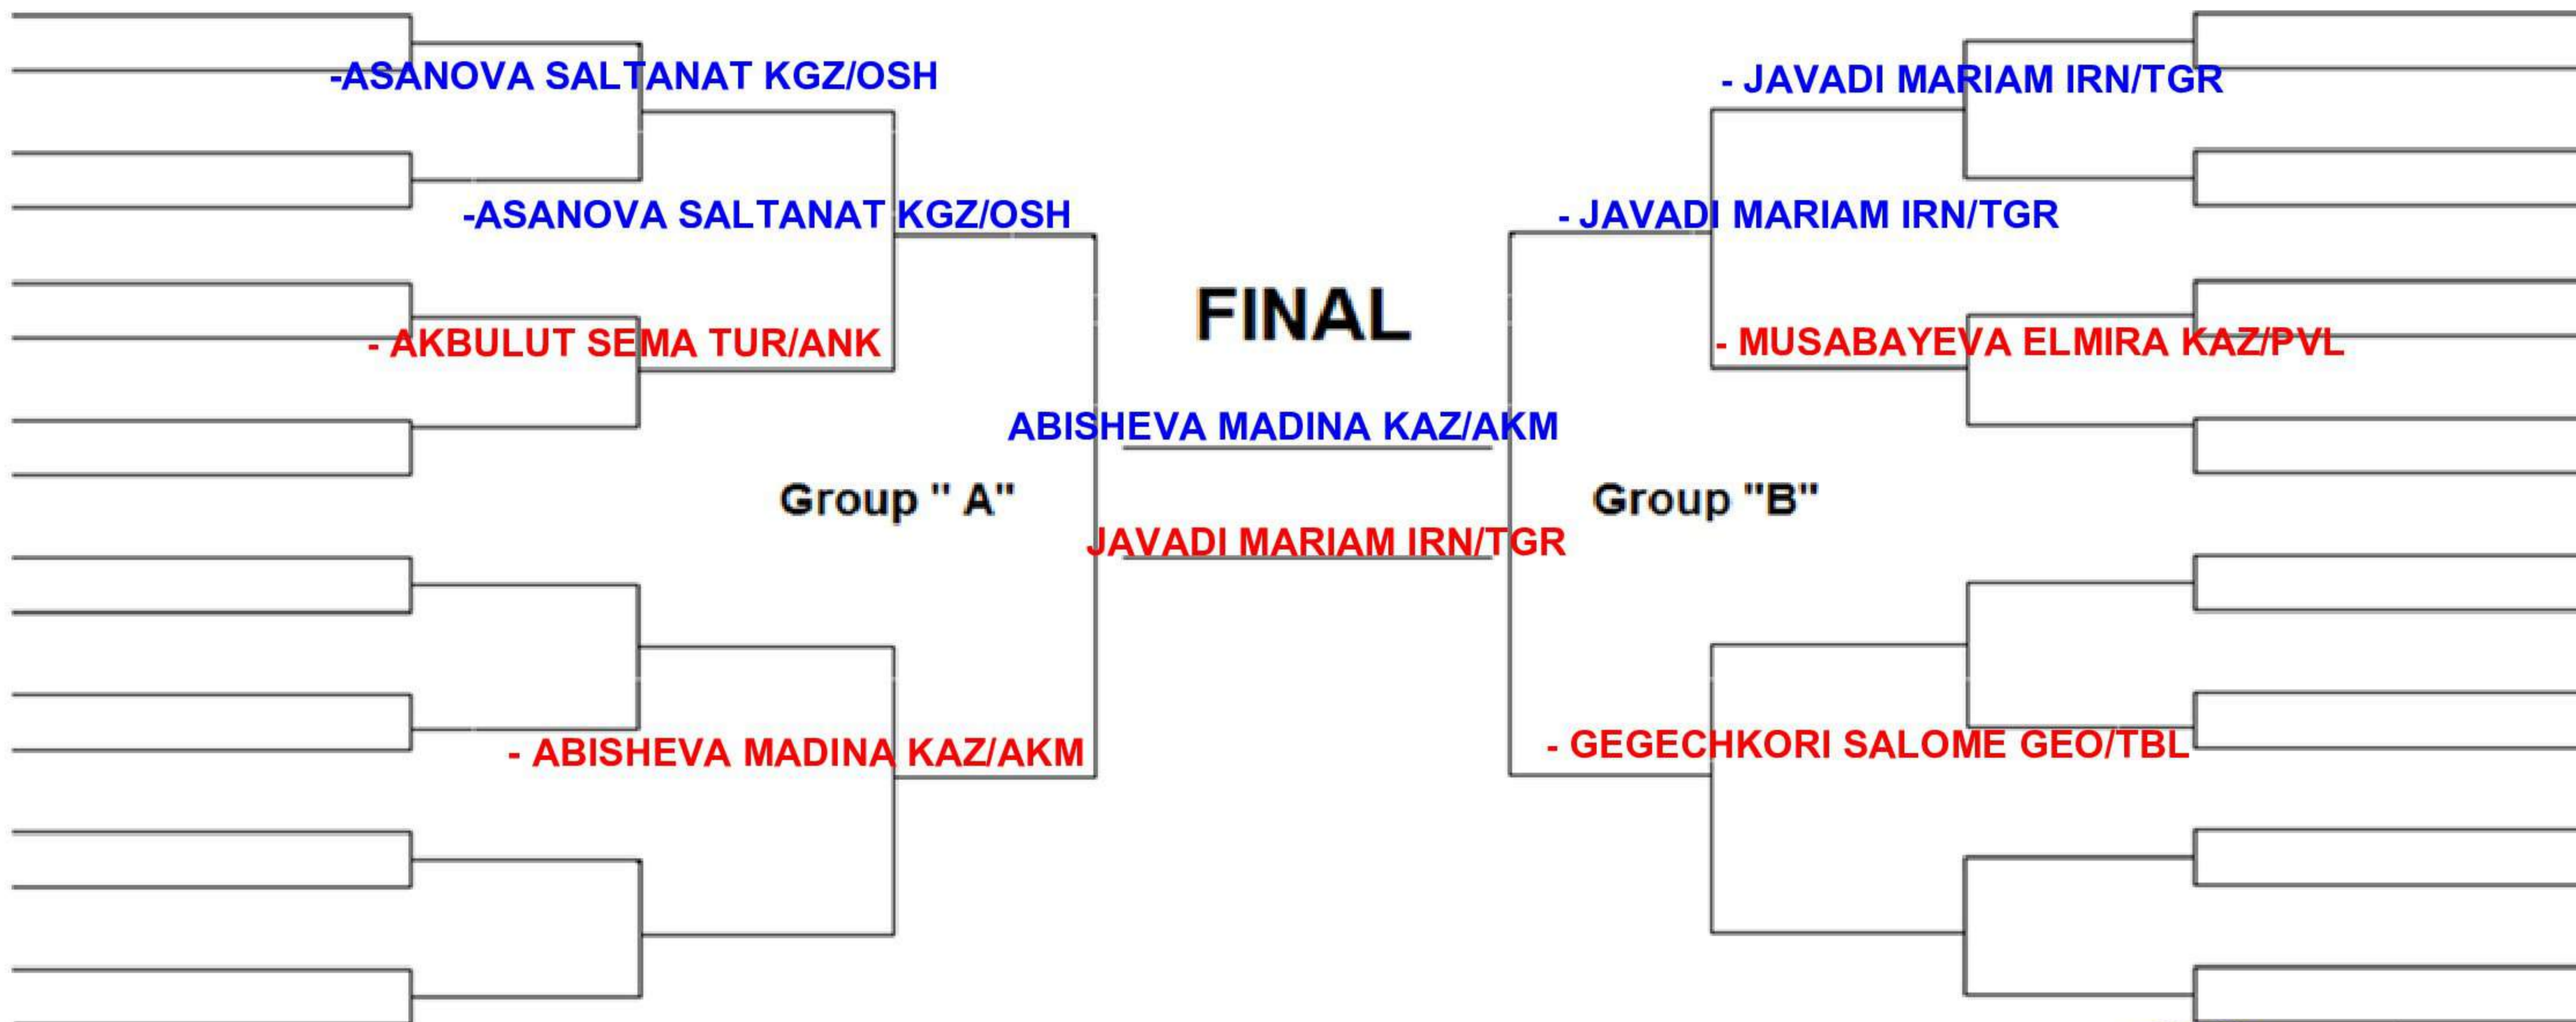 -ASANOVA SALTANAT KGZ/OSH
- JAVADI MARIAM IRN/TGR
-ASANOVA SALTANAT KGZ/OSH
- JAVADI MARIAM IRN/TGR
FINAL
- AKBULUT SEMA TUR/ANK
- MUSABAYEVA ELMIRA KAZ/PVL
ABISHEVA MADINA KAZ/AKM
Group " A"
Group "B"
JAVADI MARIAM IRN/TGR
- ABISHEVA MADINA KAZ/AKM
- GEGECHKORI SALOME GEO/TBL